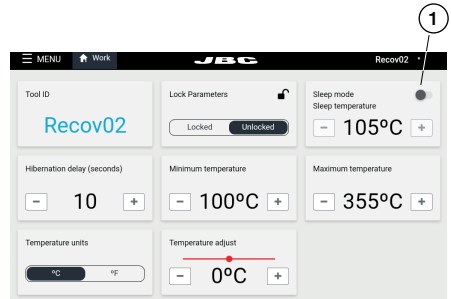 1
MENU Work JBC Recov02
Tool ID
Recov02
Lock Parameters
Locked Unlocked
Sleep mode
Sleep temperature
- 105ºC +
Hibernation delay (seconds)
- 10 +
Minimum temperature
- 100ºC +
Maximum temperature
- 355ºC +
Temperature units
ºC ºF
Temperature adjust
- 0ºC +